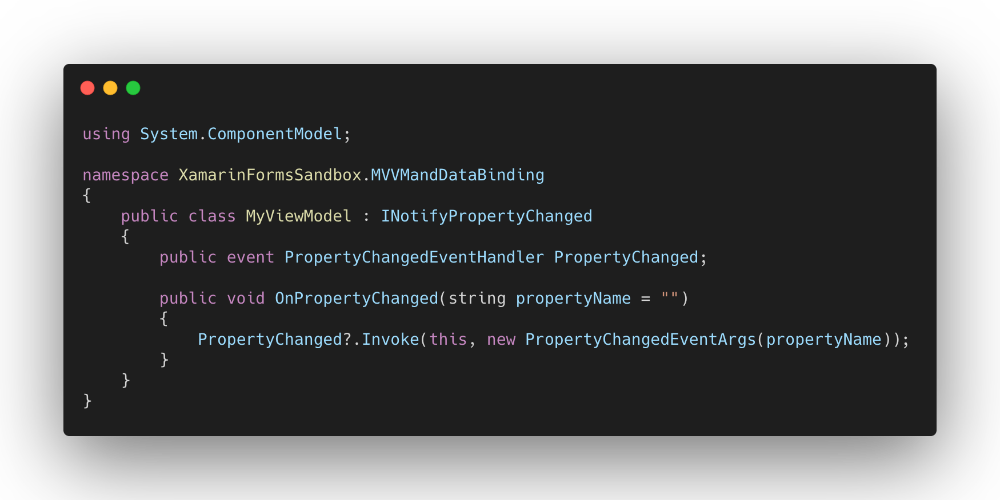 using System.ComponentModel;

namespace XamarinFormsSandbox.MVVMandDataBinding
{
    public class MyViewModel : INotifyPropertyChanged
    {
        public event PropertyChangedEventHandler PropertyChanged;

        public void OnPropertyChanged(string propertyName = "")
        {
            PropertyChanged?.Invoke(this, new PropertyChangedEventArgs(propertyName));
        }
    }
}